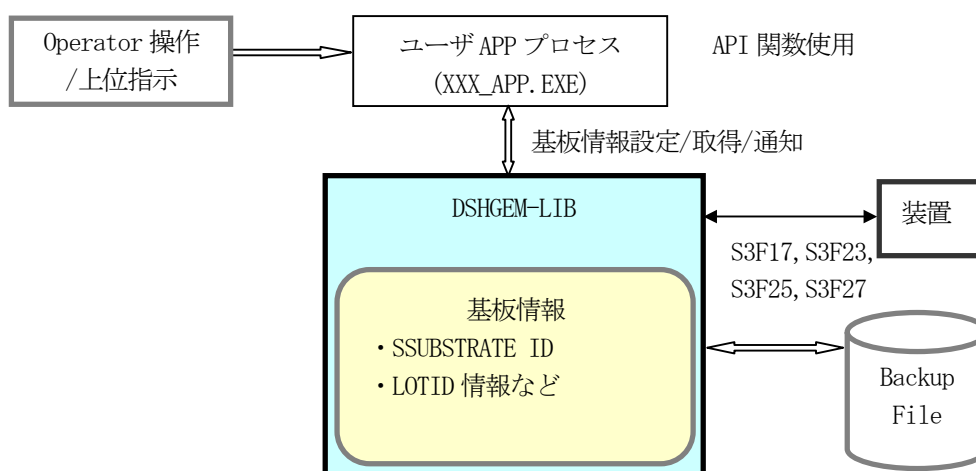 Operator 操作
/上位指示
ユーザ APP プロセス
(XXX_APP.EXE)
API 関数使用
基板情報設定/取得/通知
DSHGEM-LIB
装置
S3F17, S3F23,
S3F25, S3F27
基板情報
・SSUBSTRATE ID
・LOTID 情報など
Backup
File